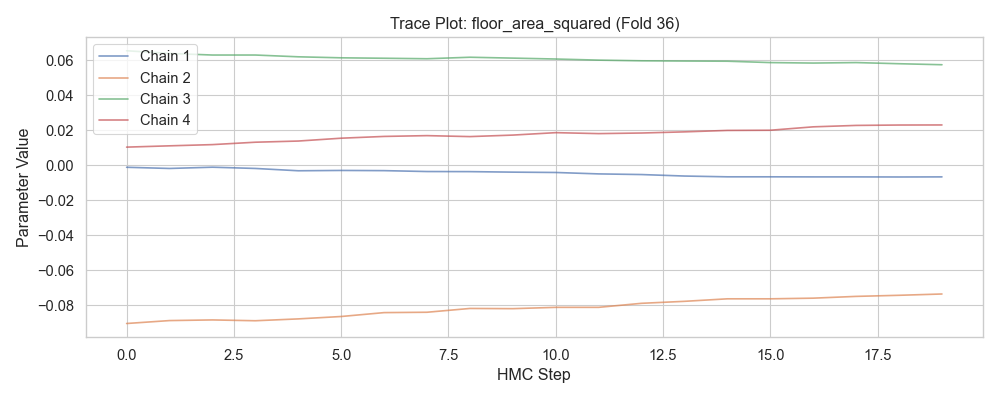 Trace Plot: floor_area_squared (Fold 36)
Chain 1
Chain 2
Chain 3
Chain 4
Parameter Value
0.06
0.04
0.02
0.00
−0.02
−0.04
−0.06
−0.08
0.0 2.5 5.0 7.5 10.0 12.5 15.0 17.5
HMC Step